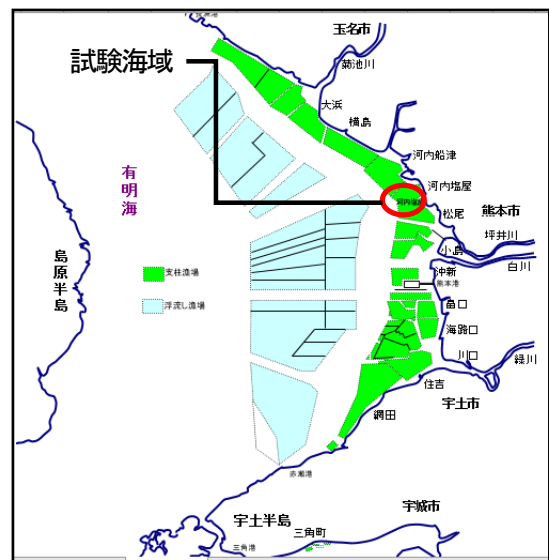 玉名市
菊池川
試験海域
大浜
横島
河内船津
有明海
河内塩屋
河内塩屋
松尾
熊本市
坪井川
小島
白川
島原半島
沖新
支柱漁場
熊本港
浮流し漁場
畠口
海路口
川口
緑川
住吉
宇土市
網田
赤瀬港
宇城市
宇土半島
三角町
三角港